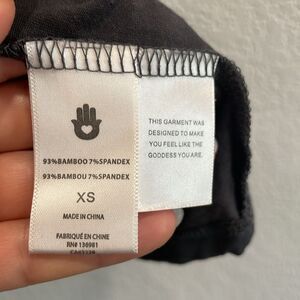 93%BAMBOO 7%SPANDEX
93%BAMBOO 7%SPANDEX
XS
MADE IN CHINA
FABRIQUÉ EN CHINE
RN# 136981
THIS GARMENT WAS
DESIGNED TO MAKE
YOU FEEL LIKE THE
GODDESS YOU ARE.